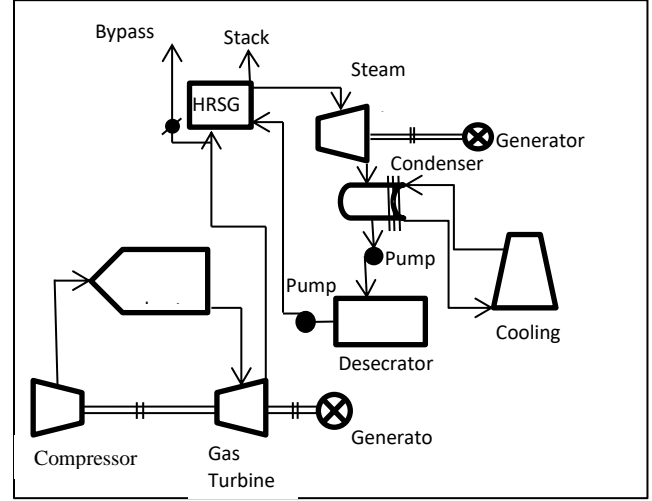 Bypass
Stack
Steam
HRSG
Generator
Condenser
Pump
Pump
Cooling
Desecrator
Generato
Compressor
Gas
Turbine